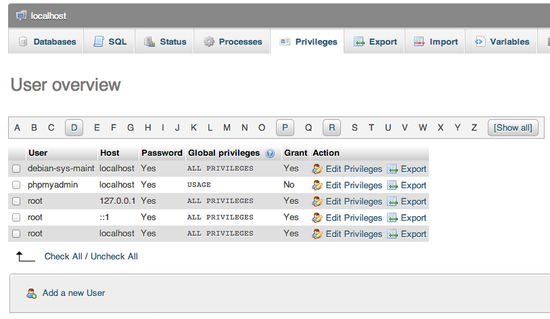 localhost
Databases SQL Status Processes Privileges Export Import Variables
User overview
A B C D E F G H I J K L M N O P Q R S T U V W X Y Z [Show all]
User Host Password Global privileges Grant Action
debian-sys-maint localhost Yes ALL PRIVILEGES Yes Edit Privileges Export
phpmyadmin localhost Yes USAGE No Edit Privileges Export
root 127.0.0.1 Yes ALL PRIVILEGES Yes Edit Privileges Export
root ::1 Yes ALL PRIVILEGES Yes Edit Privileges Export
root localhost Yes ALL PRIVILEGES Yes Edit Privileges Export
Check All / Uncheck All
Add a new User